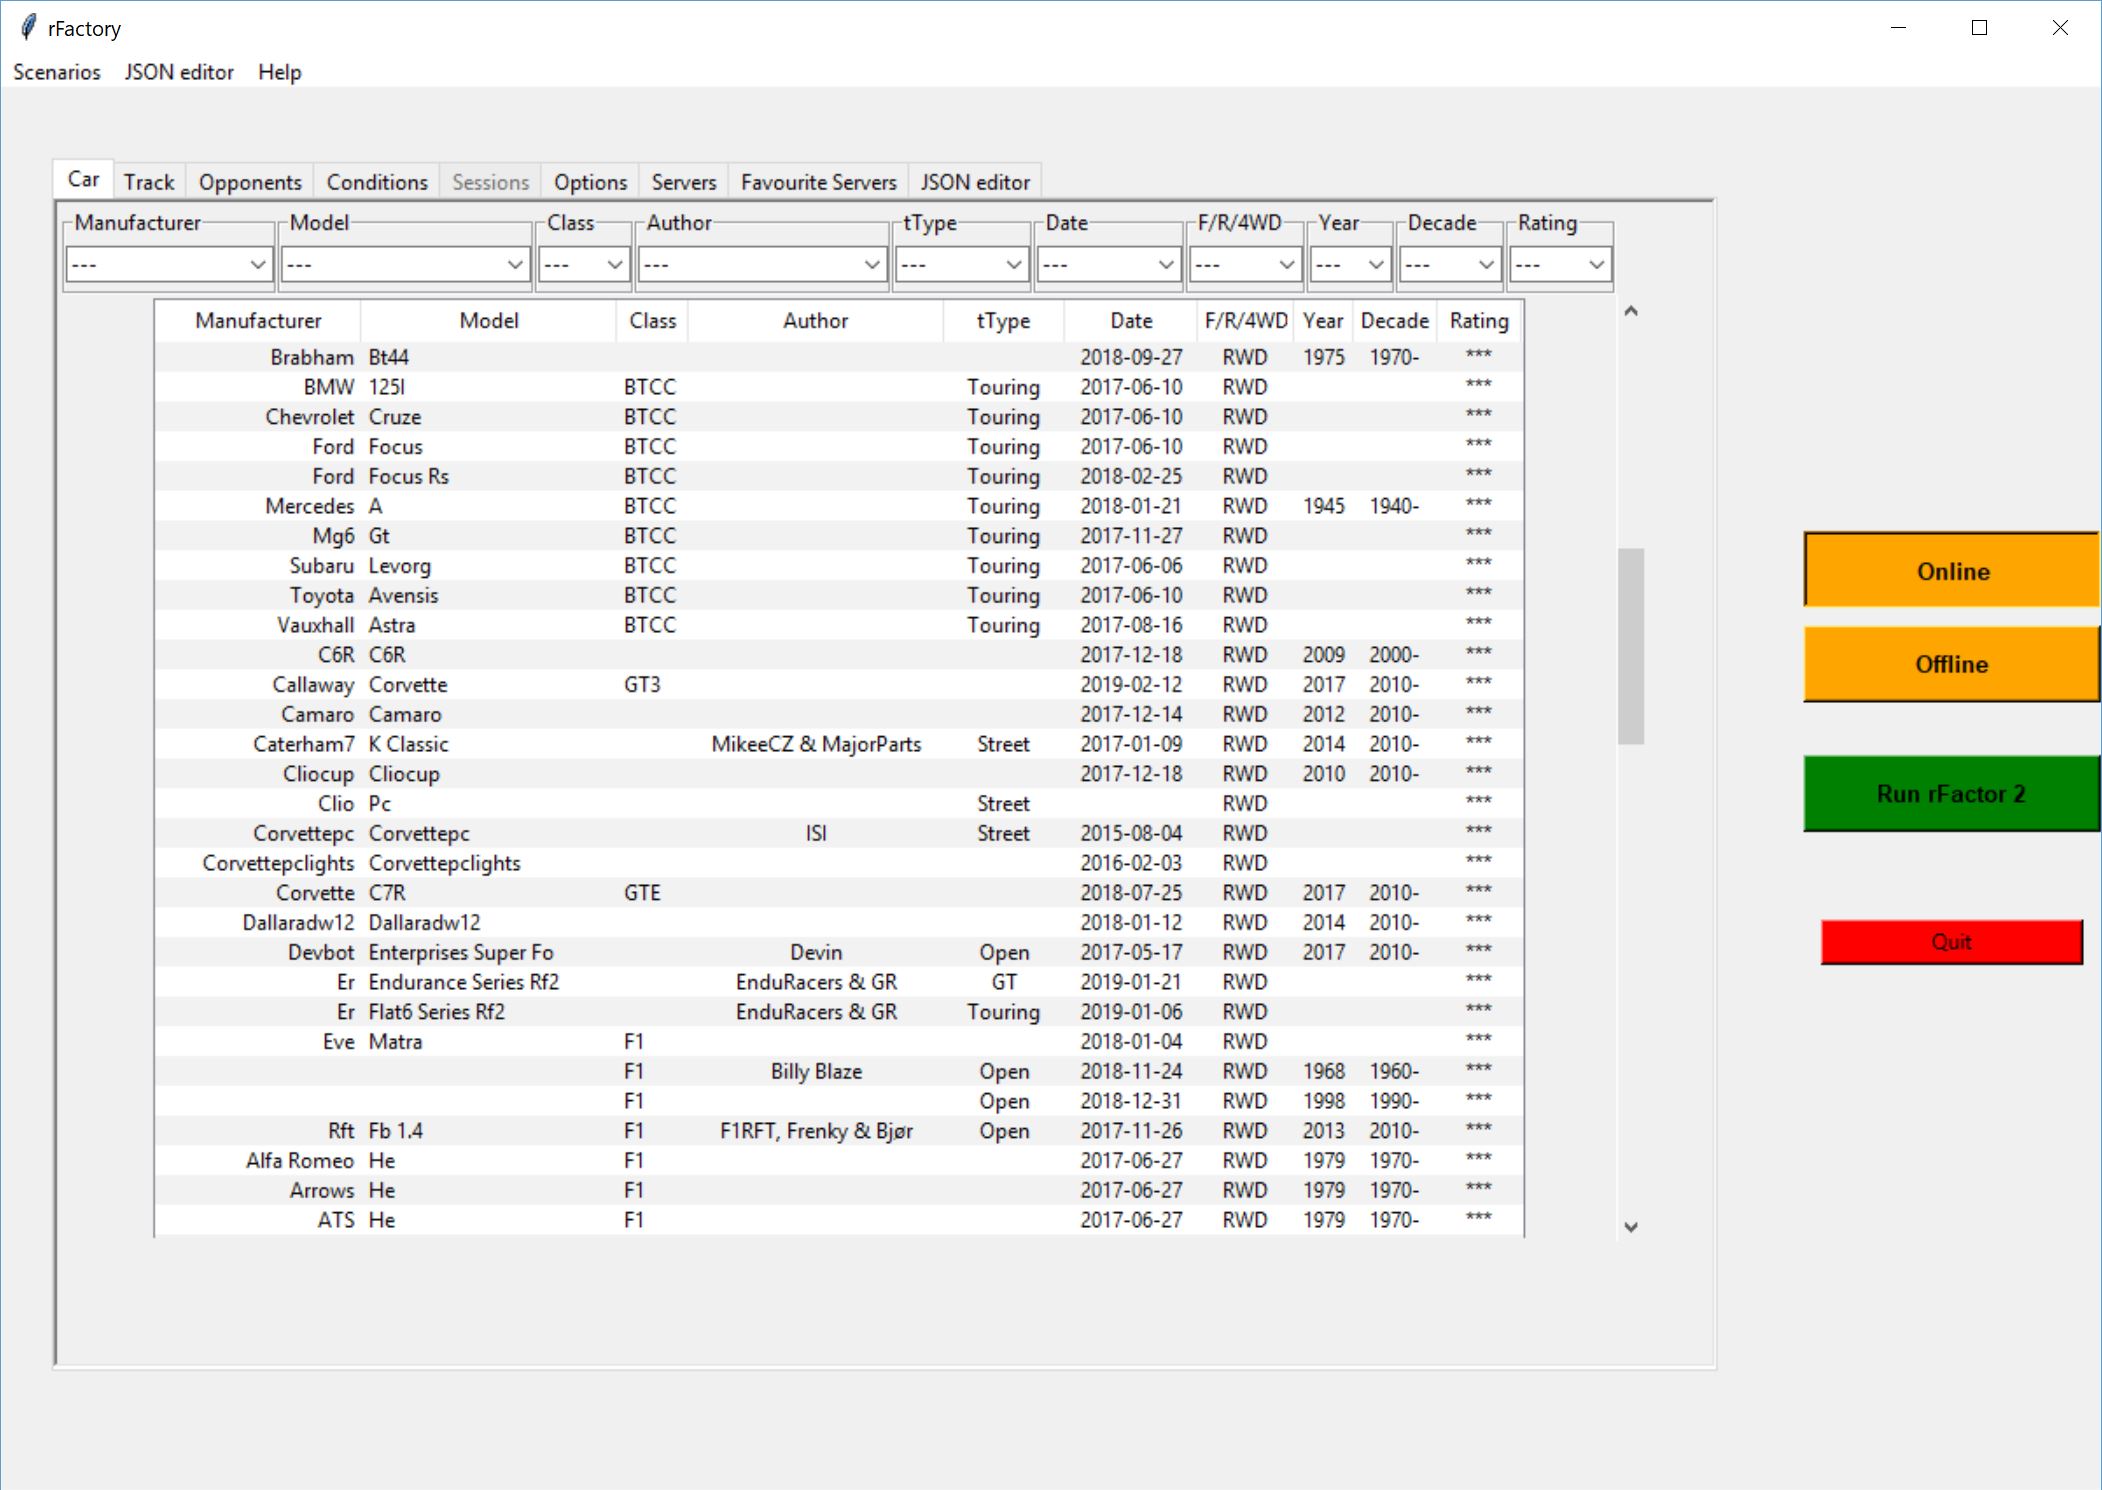 rFactory
Scenarios JSON editor Help
Car Track Opponents Conditions Sessions Options Servers Favourite Servers JSON editor
Manufacturer Model Class Author tType Date F/R/4WD Year Decade Rating
--- --- --- --- --- --- --- --- --- ---
Manufacturer Model Class Author tType Date F/R/4WD Year Decade Rating
Brabham Bt44 2018-09-27 RWD 1975 1970- ***
BMW 125I BTCC Touring 2017-06-10 RWD ***
Chevrolet Cruze BTCC Touring 2017-06-10 RWD ***
Ford Focus BTCC Touring 2017-06-10 RWD ***
Ford Focus Rs BTCC Touring 2018-02-25 RWD ***
Mercedes A BTCC Touring 2018-01-21 RWD 1945 1940- ***
Mg6 Gt BTCC Touring 2017-11-27 RWD ***
Subaru Levorg BTCC Touring 2017-06-06 RWD ***
Toyota Avensis BTCC Touring 2017-06-10 RWD ***
Vauxhall Astra BTCC Touring 2017-08-16 RWD ***
C6R C6R 2017-12-18 RWD 2009 2000- ***
Callaway Corvette GT3 2019-02-12 RWD 2017 2010- ***
Camaro Camaro 2017-12-14 RWD 2012 2010- ***
Caterham7 K Classic MikeeCZ & MajorParts Street 2017-01-09 RWD 2014 2010- ***
Cliocup Cliocup 2017-12-18 RWD 2010 2010- ***
Clio Pc Street RWD ***
Corvettepc Corvettepc ISI Street 2015-08-04 RWD ***
Corvettepclights Corvettepclights 2016-02-03 RWD ***
Corvette C7R GTE 2018-07-25 RWD 2017 2010- ***
Dallaradw12 Dallaradw12 2018-01-12 RWD 2014 2010- ***
Devbot Enterprises Super Fo Devin Open 2017-05-17 RWD 2017 2010- ***
Er Endurance Series Rf2 EnduRacers & GR GT 2019-01-21 RWD ***
Er Flat6 Series Rf2 EnduRacers & GR Touring 2019-01-06 RWD ***
Eve Matra F1 2018-01-04 RWD ***
F1 Billy Blaze Open 2018-11-24 RWD 1968 1960- ***
F1 Open 2018-12-31 RWD 1998 1990- ***
Rft Fb 1.4 F1 F1RFT, Frenky & Bjør Open 2017-11-26 RWD 2013 2010- ***
Alfa Romeo He F1 2017-06-27 RWD 1979 1970- ***
Arrows He F1 2017-06-27 RWD 1979 1970- ***
ATS He F1 2017-06-27 RWD 1979 1970- ***
Online
Offline
Run rFactor 2
Quit